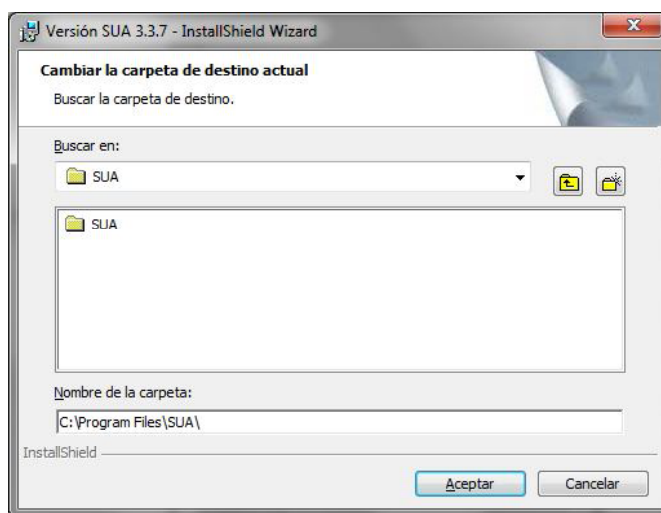 Versión SUA 3.3.7 - InstallShield Wizard
Cambiar la carpeta de destino actual
Buscar la carpeta de destino.
Buscar en:
SUA
SUA
Nombre de la carpeta:
C:\Program Files\SUA\
InstallShield
Aceptar Cancelar